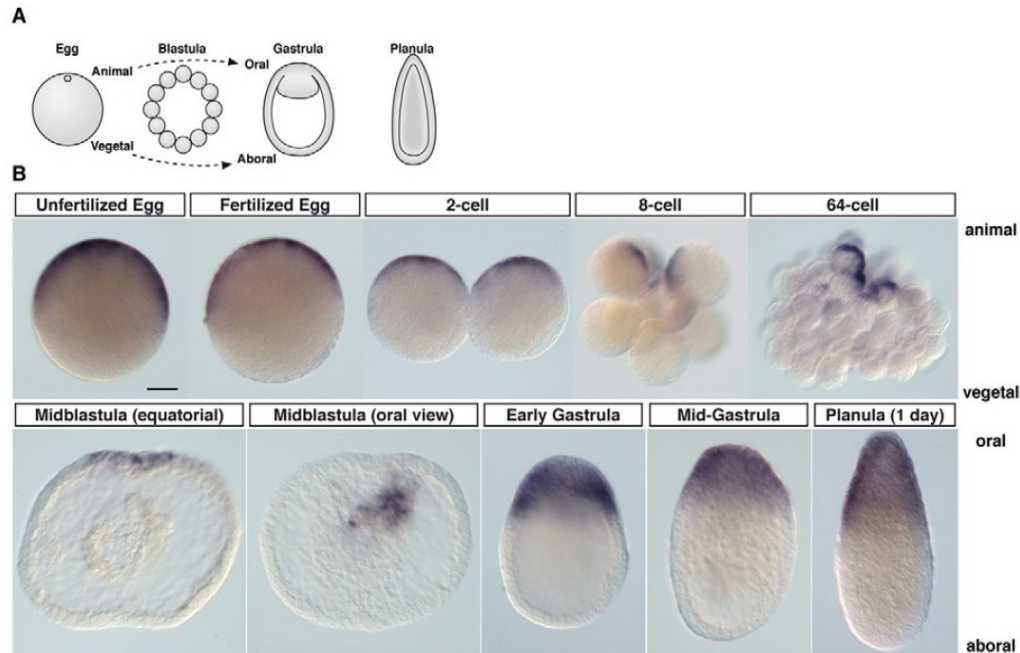 A
Egg Blastula Gastrula Planula
Animal Oral
Vegetal Aboral
B
Unfertilized Egg Fertilized Egg 2-cell 8-cell 64-cell
animal
vegetal
Midblastula (equatorial) Midblastula (oral view) Early Gastrula Mid-Gastrula Planula (1 day)
oral
aboral